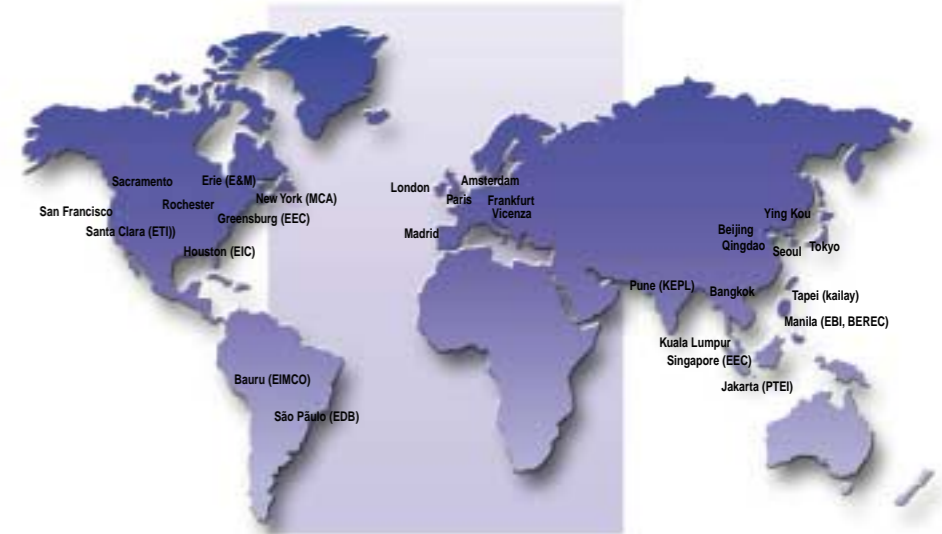 Sacramento
Erie (E&M)
New York (MCA)
Rochester
San Francisco
Greensburg (EEC)
Santa Clara (ETI))
Houston (EIC)
Bauru (EIMCO)
São Päulo (EDB)
London
Amsterdam
Paris
Frankfurt
Vicenza
Madrid
Ying Kou
Beijing
Qingdao
Seoul
Tokyo
Pune (KEPL)
Bangkok
Tapei (kailay)
Manila (EBI, BEREC)
Kuala Lumpur
Singapore (EEC)
Jakarta (PTEI)